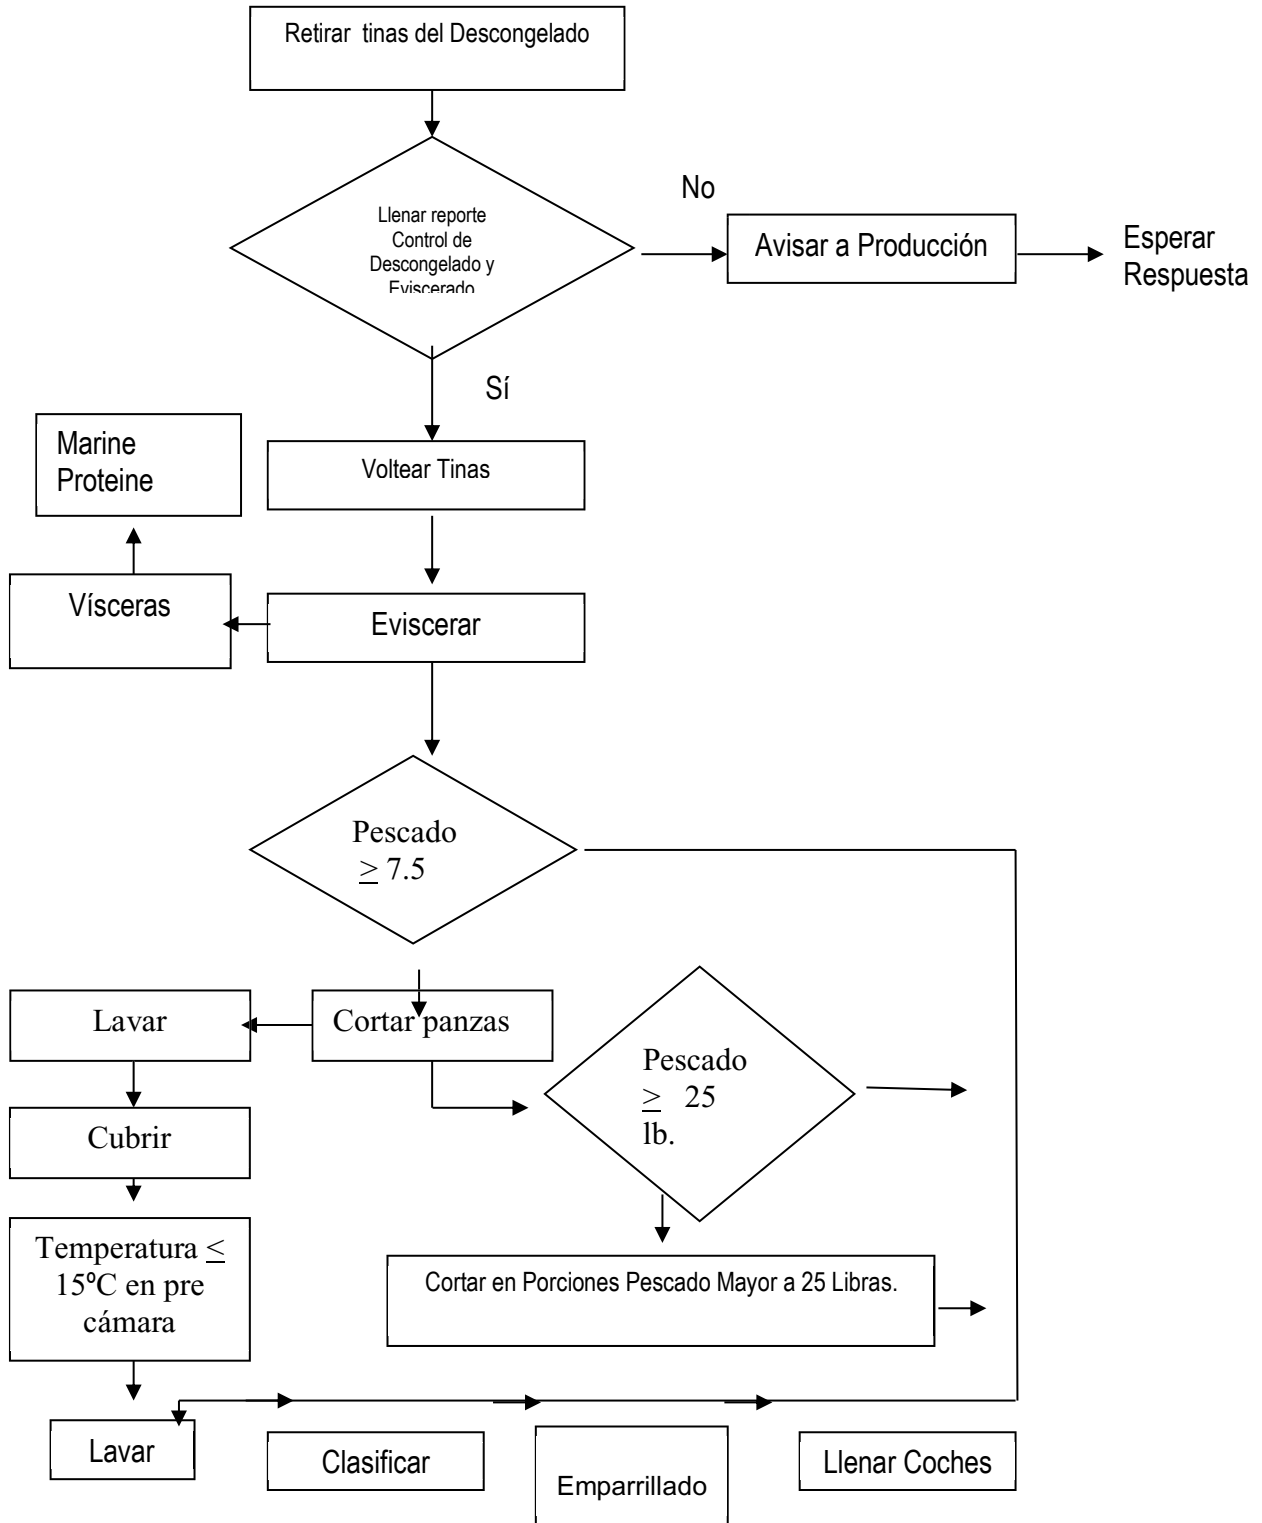 Retirar tinas del Descongelado
No
Llenar reporte
Control de
Descongelado y
Eviscerado
Avisar a Producción
Esperar
Respuesta
Sí
Marine
Proteine
Voltear Tinas
Vísceras
Eviscerar
Pescado
≥ 7.5
Lavar
Cortar panzas
Pescado
≥ 25
lb.
Cubrir
Temperatura ≤
15ºC en pre
cámara
Cortar en Porciones Pescado Mayor a 25 Libras.
Lavar
Clasificar
Emparrillado
Llenar Coches